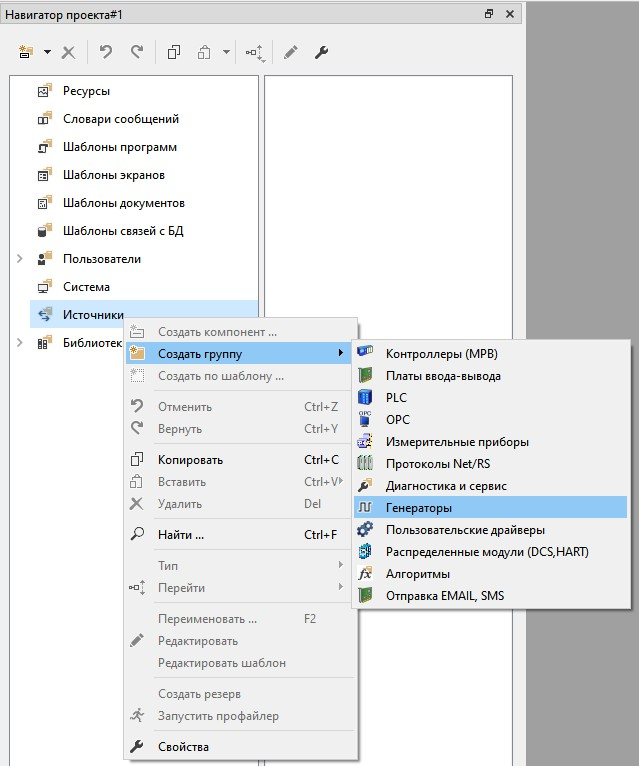 Навигатор проекта#1
Ресурсы
Словари сообщений
Шаблоны программ
Шаблоны экранов
Шаблоны документов
Шаблоны связей с БД
Пользователи
Система
Источники
Библиотек
Создать компонент ...
Создать группу
Создать по шаблону ...
Отменить Ctrl+Z
Вернуть Ctrl+Y
Копировать Ctrl+C
Вставить Ctrl+V
Удалить Del
Найти ... Ctrl+F
Тип
Перейти
Переименовать ... F2
Редактировать
Редактировать шаблон
Создать резерв
Запустить профайлер
Свойства
Контроллеры (МРВ)
Платы ввода-вывода
PLC
OPC
OPC
Измерительные приборы
Протоколы Net/RS
Диагностика и сервис
Генераторы
Пользовательские драйверы
Распределенные модули (DCS,HART)
fx Алгоритмы
Отправка EMAIL, SMS